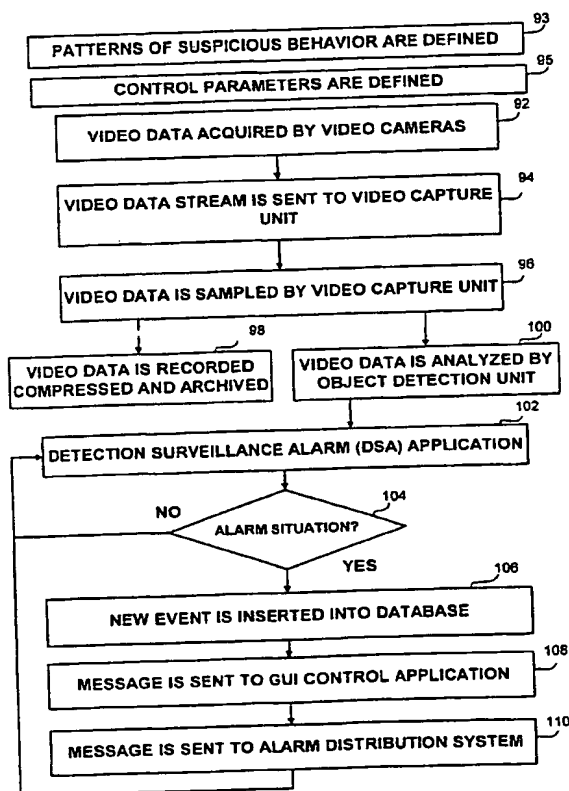 93
PATTERNS OF SUSPICIOUS BEHAVIOR ARE DEFINED
95
CONTROL PARAMETERS ARE DEFINED
92
VIDEO DATA ACQUIRED BY VIDEO CAMERAS
94
VIDEO DATA STREAM IS SENT TO VIDEO CAPTURE
UNIT
96
VIDEO DATA IS SAMPLED BY VIDEO CAPTURE UNIT
98
VIDEO DATA IS RECORDED
COMPRESSED AND ARCHIVED
100
VIDEO DATA IS ANALYZED BY
OBJECT DETECTION UNIT
102
DETECTION SURVEILLANCE ALARM (DSA) APPLICATION
104
NO
ALARM SITUATION?
YES
106
NEW EVENT IS INSERTED INTO DATABASE
108
MESSAGE IS SENT TO GUI CONTROL APPLICATION
110
MESSAGE IS SENT TO ALARM DISTRIBUTION SYSTEM